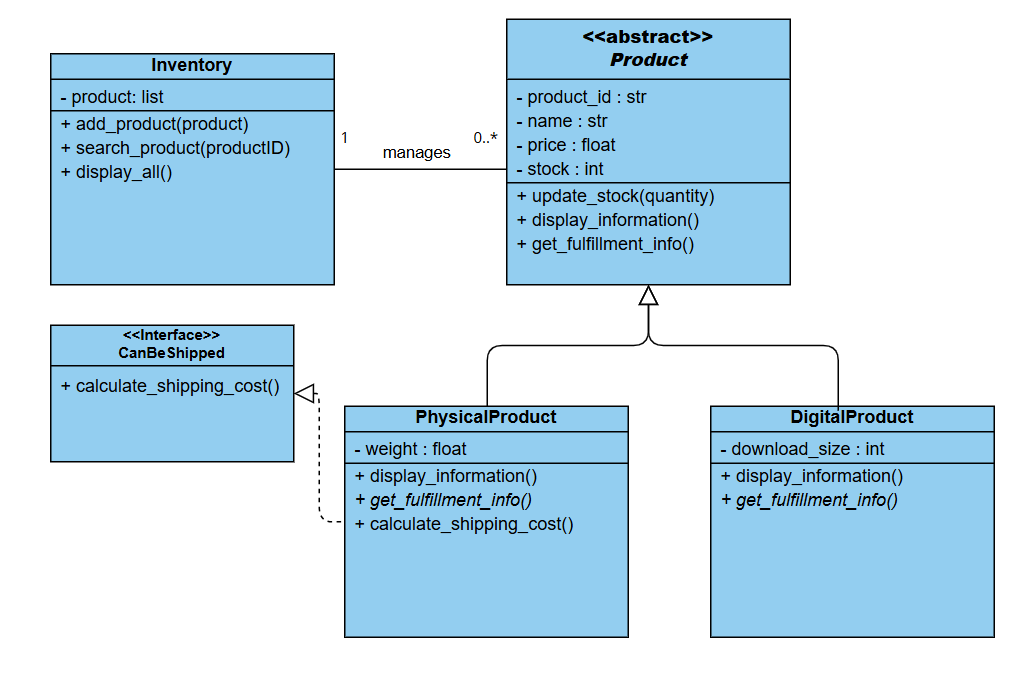 Inventory
- product: list
+ add_product(product)
+ search_product(productID)
+ display_all()
1
manages
0..*
<<abstract>>
Product
- product_id : str
- name : str
- price : float
- stock : int
+ update_stock(quantity)
+ display_information()
+ get_fulfillment_info()
<<Interface>>
CanBeShipped
+ calculate_shipping_cost()
PhysicalProduct
- weight : float
+ display_information()
+ get_fulfillment_info()
+ calculate_shipping_cost()
DigitalProduct
- download_size : int
+ display_information()
+ get_fulfillment_info()